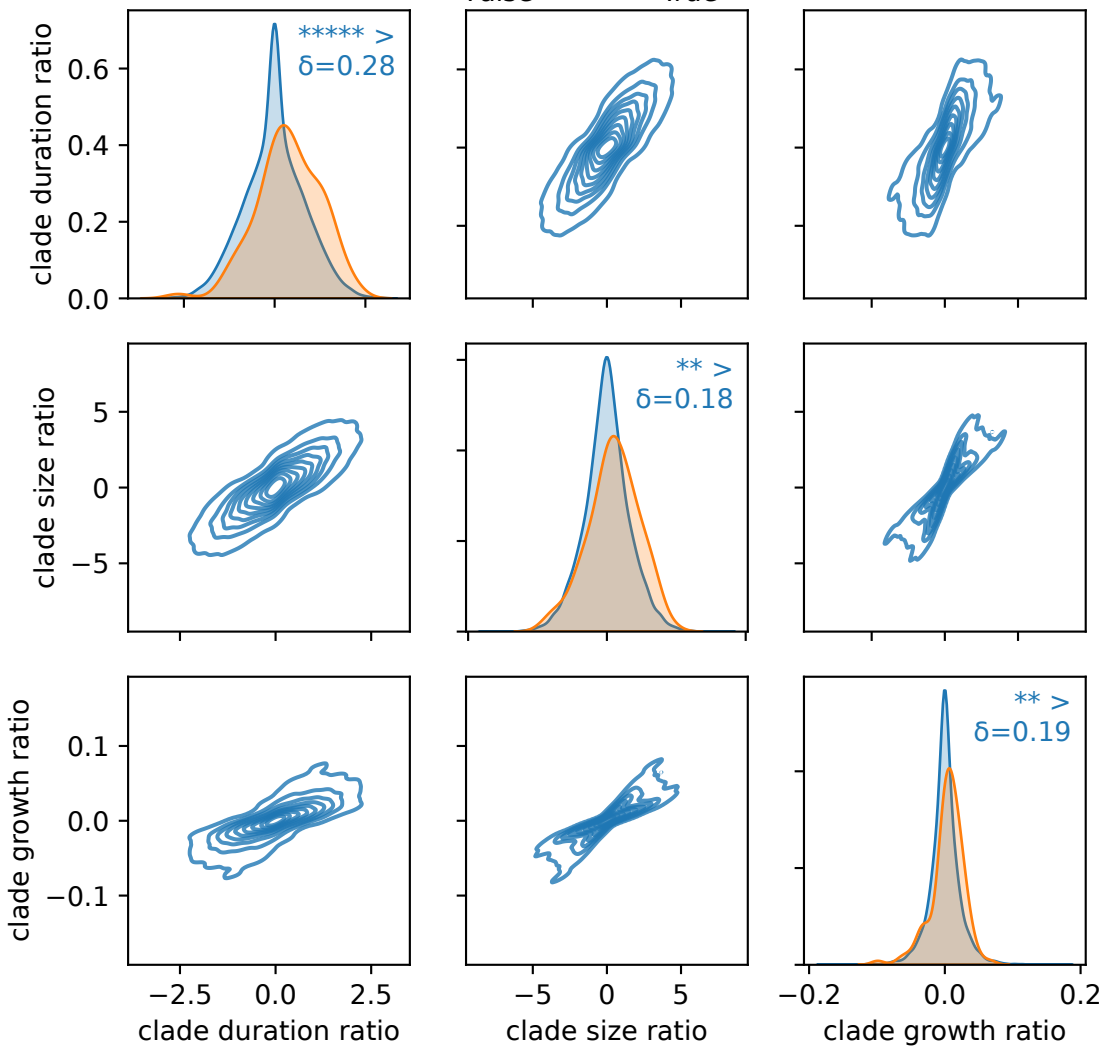 clade duration ratio
0.6
0.4
0.2
0.0
***** >
δ=0.28
clade size ratio
5
0
−5
** >
δ=0.18
clade growth ratio
0.1
0.0
−0.1
** >
δ=0.19
−2.5 0.0 2.5
−5 0 5
−0.2 0.0 0.2
clade duration ratio
clade size ratio
clade growth ratio